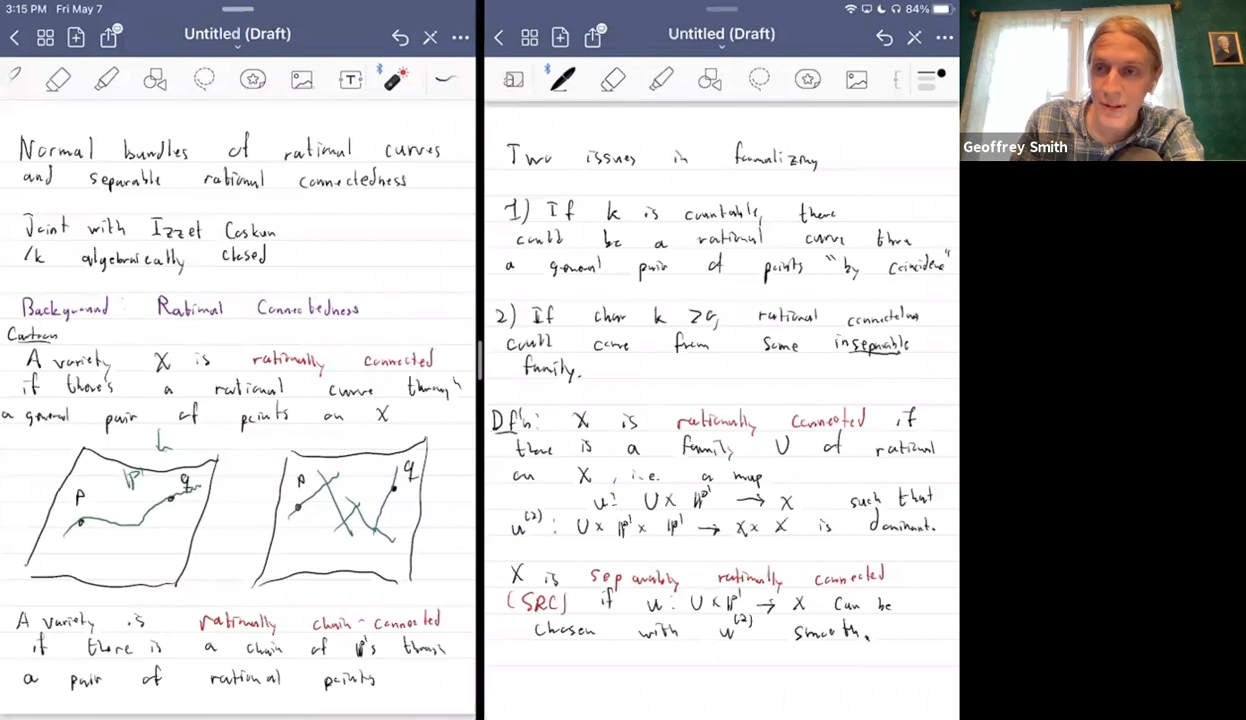 3:15 PM Fri May 7
84%
Untitled (Draft)
Untitled (Draft)
Normal bundles of rational curves
and separable rational connectedness
Joint with Izzet Coskun
/k algebraically closed
Background: Rational Connectedness
Cartoon
A variety X is rationally connected
if there's a rational curve through
a general pair of points on X
p
ℙ¹
q
p
q
A variety is rationally chain-connected
if there is a chain of ℙ¹'s through
a pair of rational points
Two issues in formalizing
1) If k is countable, there
could be a rational curve thru
a general pair of points "by coincidence"
2) If char k > 0, rational connectedness
could come from some inseparable
family.
Df'n: X is rationally connected if
there is a family U of rational
on X, i.e. a map
u: U × ℙ¹ → X such that
u⁽²⁾: U × ℙ¹ × ℙ¹ → X × X is dominant.
X is separably rationally connected
(SRC) if u: U × ℙ¹ → X can be
chosen with u⁽²⁾ smooth.
Geoffrey Smith